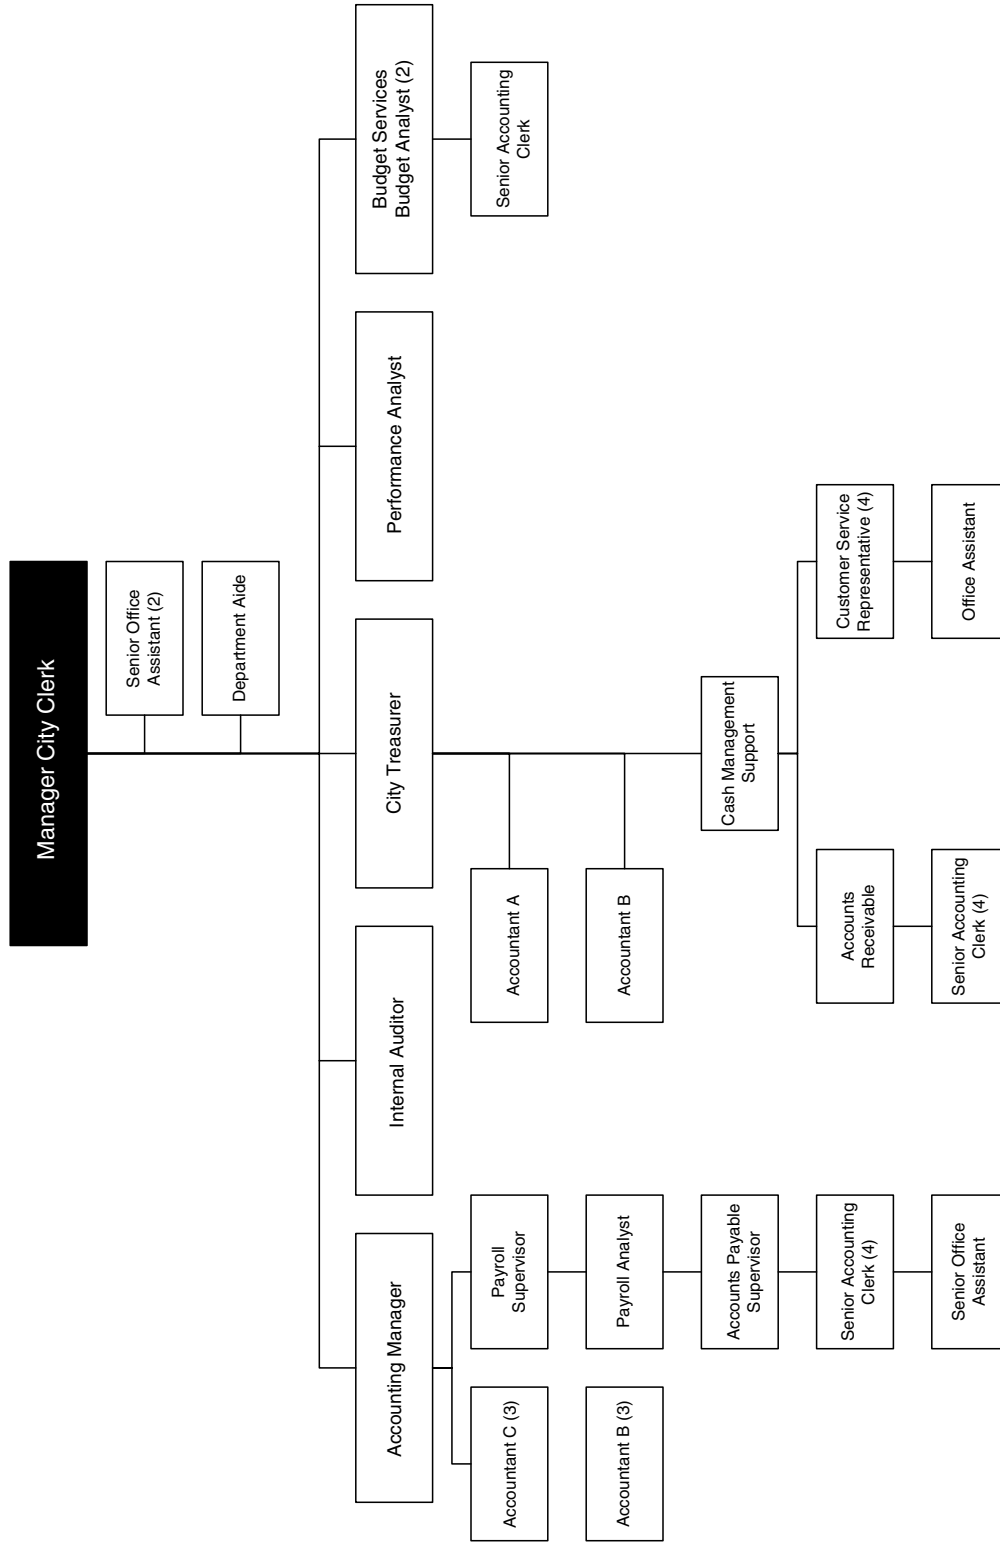 Manager City Clerk
Senior Office
Assistant (2)
Department Aide
Accounting Manager
Internal Auditor
City Treasurer
Performance Analyst
Budget Services
Budget Analyst (2)
Accountant C (3)
Payroll
Supervisor
Accountant A
Senior Accounting
Clerk
Accountant B (3)
Payroll Analyst
Accountant B
Accounts Payable
Supervisor
Cash Management
Support
Senior Accounting
Clerk (4)
Accounts
Receivable
Customer Service
Representative (4)
Senior Office
Assistant
Senior Accounting
Clerk (4)
Office Assistant